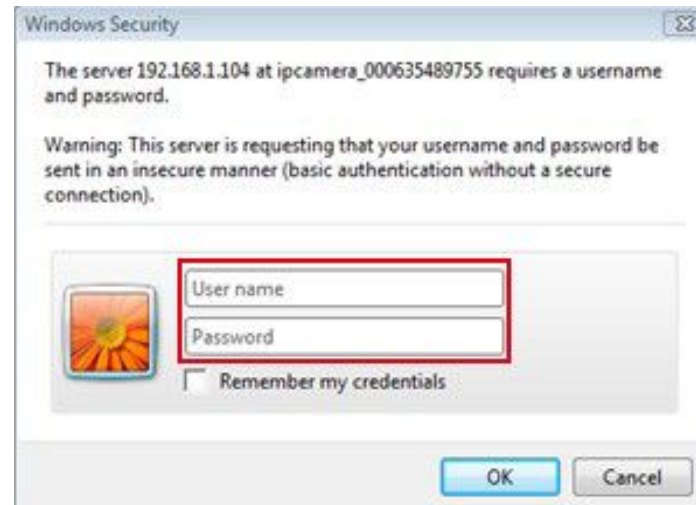 Windows Security
The server 192.168.1.104 at ipcamera_000635489755 requires a username
and password.
Warning: This server is requesting that your username and password be
sent in an insecure manner (basic authentication without a secure
connection).
User name
Password
Remember my credentials
OK Cancel